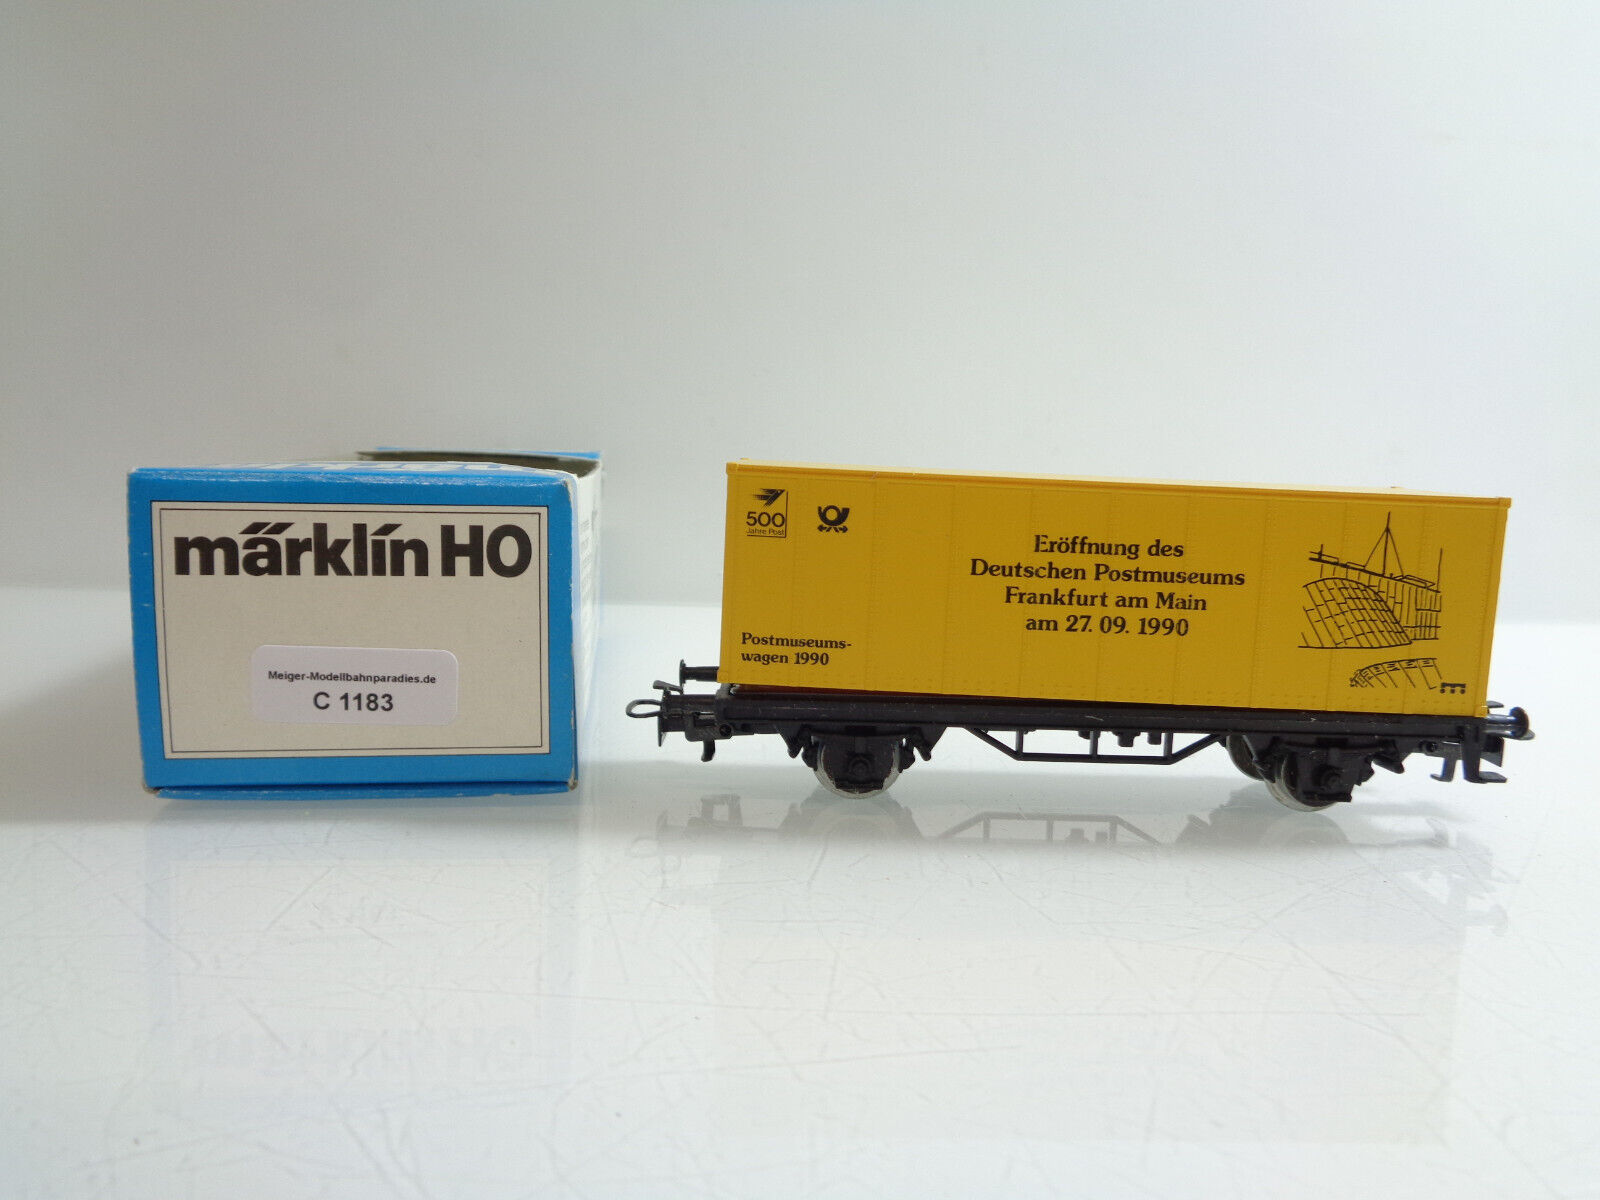 märklin
märklin HO
Meiger-Modellbahnparadies.de
C 1183
500
Jahre Post
Eröffnung des
Deutschen Postmuseums
Frankfurt am Main
am 27. 09. 1990
Postmuseums-
wagen 1990